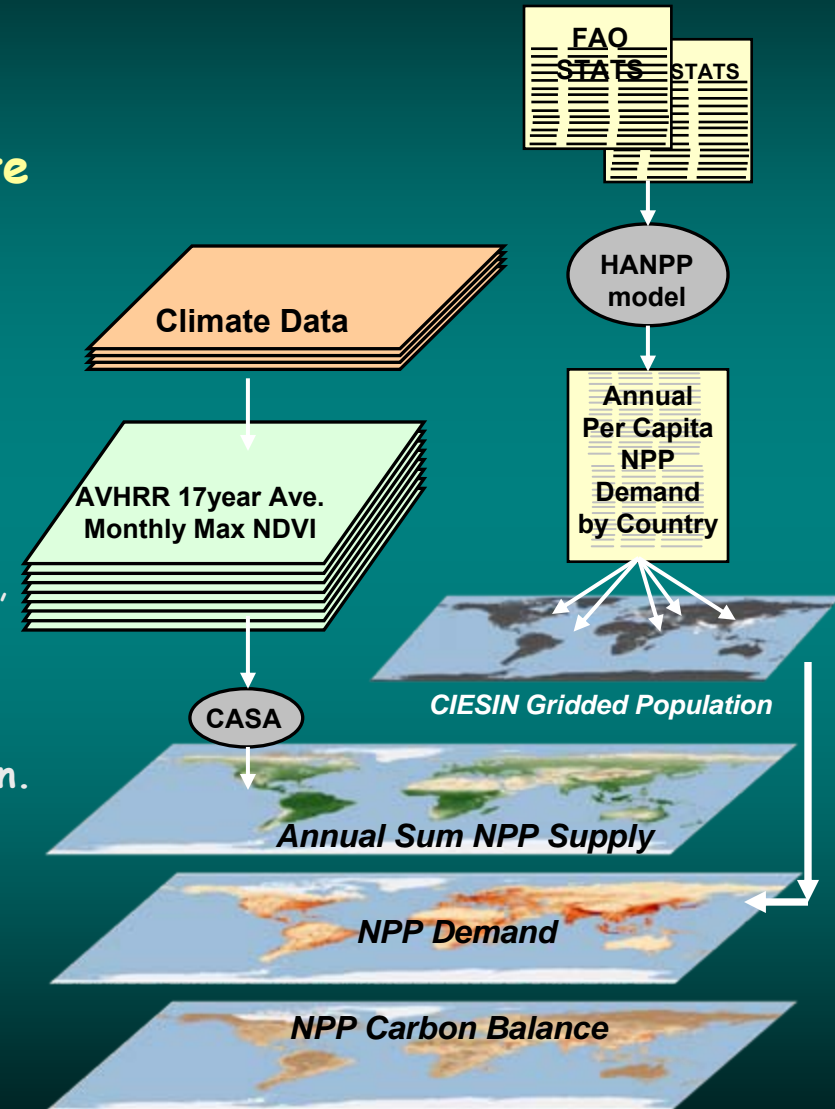 FAO
STATS
STATS
HANPP
model
Climate Data
Annual
Per Capita
NPP
Demand
by Country
AVHRR 17year Ave.
Monthly Max NDVI
CIESIN Gridded Population
CASA
Annual Sum NPP Supply
NPP Demand
NPP Carbon Balance